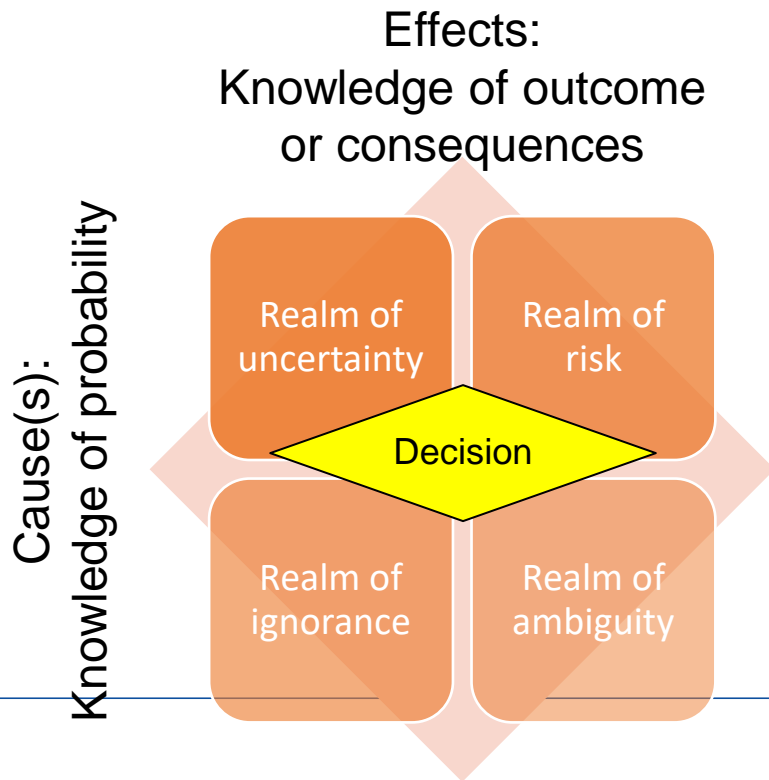 Effects:
Knowledge of outcome
or consequences
Cause(s):
Knowledge of probability
Realm of
uncertainty
Realm of
risk
Decision
Realm of
ignorance
Realm of
ambiguity